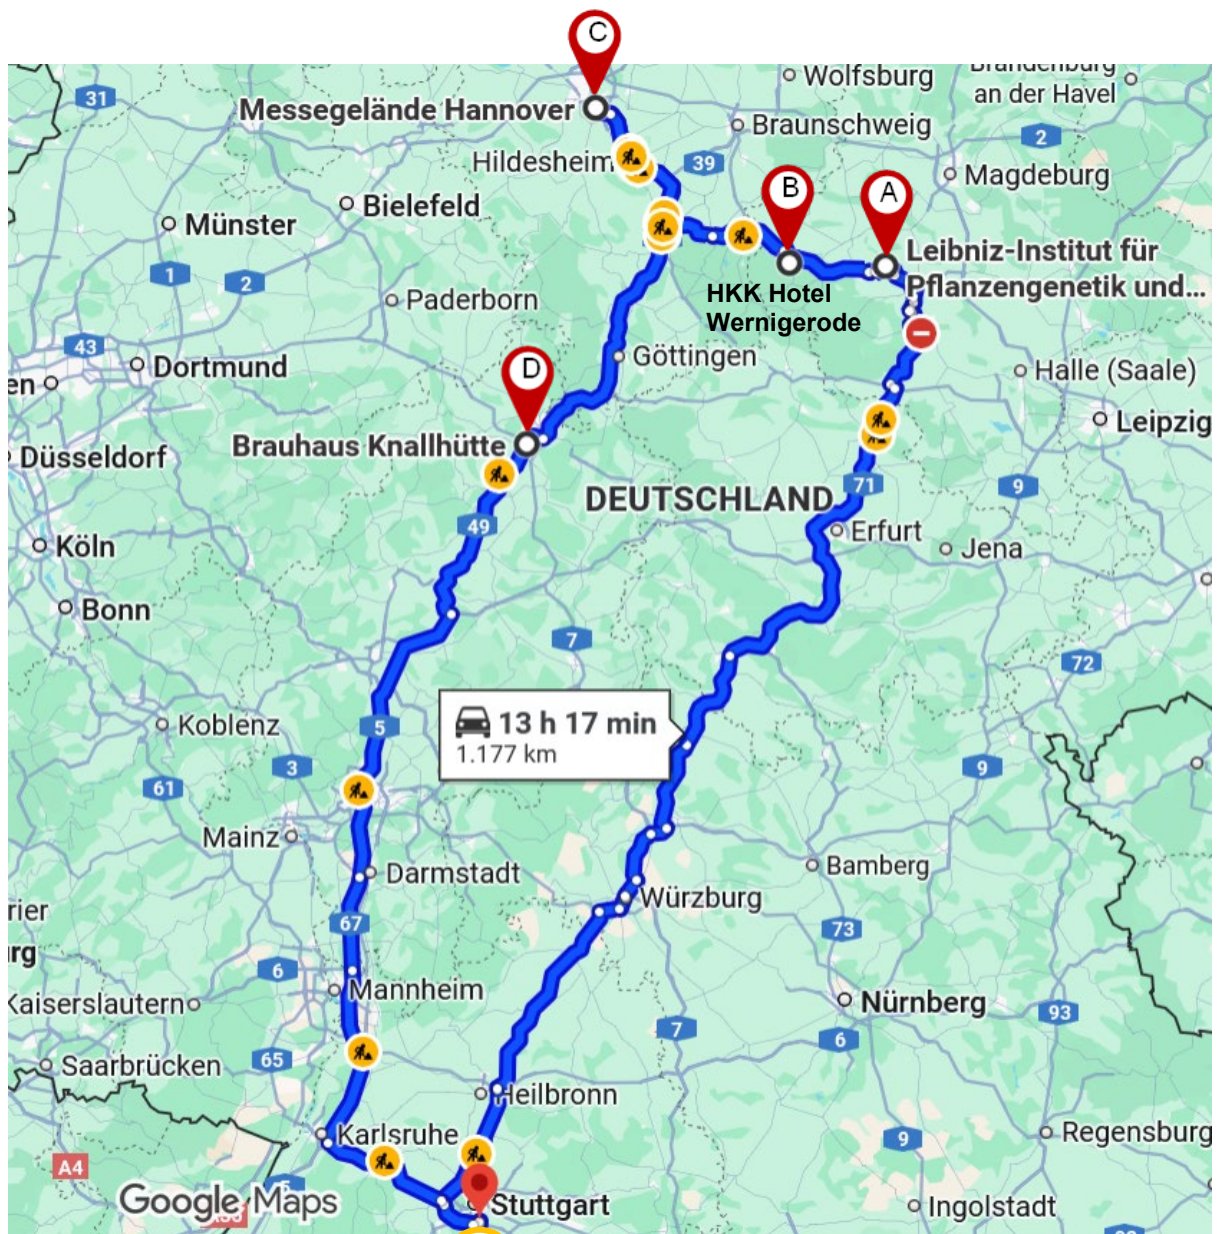 C
Wolfsburg
Brandenburg
an der Havel
31
Messegelände Hannover
Braunschweig
2
Hildesheim
39
B
A
Magdeburg
Bielefeld
Münster
Leibniz-Institut für
Pflanzengenetik und...
1
2
HKK Hotel
Wernigerode
Paderborn
43
Göttingen
Dortmund
D
Halle (Saale)
en
Leipzig
Brauhaus Knallhütte
Düsseldorf
71
9
DEUTSCHLAND
49
Erfurt
Köln
Jena
Bonn
7
72
Koblenz
5
13 h 17 min
1.177 km
3
9
61
Mainz
Bamberg
Darmstadt
Würzburg
rier
67
73
rg
6
Mannheim
Kaiserslautern
Nürnberg
93
7
6
65
Saarbrücken
Heilbronn
Karlsruhe
9
Regensburg
A4
5
Google Maps
Stuttgart
Ingolstadt